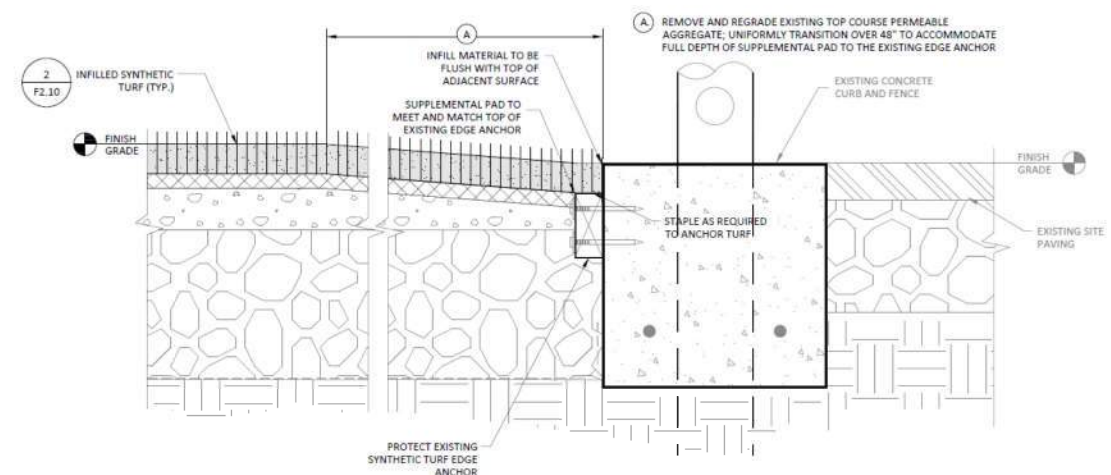 A
A. REMOVE AND REGRADE EXISTING TOP COURSE PERMEABLE
AGGREGATE; UNIFORMLY TRANSITION OVER 48" TO ACCOMMODATE
FULL DEPTH OF SUPPLEMENTAL PAD TO THE EXISTING EDGE ANCHOR
INFILL MATERIAL TO BE
FLUSH WITH TOP OF
ADJACENT SURFACE
2
F2.10
INFILLED SYNTHETIC
TURF (TYP.)
EXISTING CONCRETE
CURB AND FENCE
SUPPLEMENTAL PAD TO
MEET AND MATCH TOP OF
EXISTING EDGE ANCHOR
FINISH
GRADE
FINISH
GRADE
STAPLE AS REQUIRED
TO ANCHOR TURF
EXISTING SITE
PAVING
PROTECT EXISTING
SYNTHETIC TURF EDGE
ANCHOR